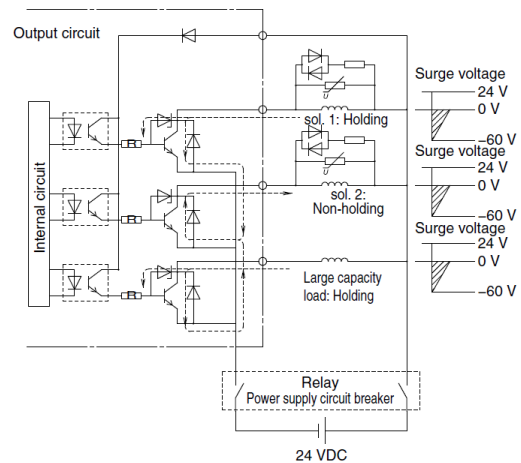 Output circuit
Internal circuit
R
R
R
sol. 1: Holding
U
sol. 2:
Non-holding
U
Large capacity
load: Holding
Surge voltage
24 V
0 V
–60 V
Surge voltage
24 V
0 V
–60 V
Surge voltage
24 V
0 V
–60 V
Relay
Power supply circuit breaker
24 VDC